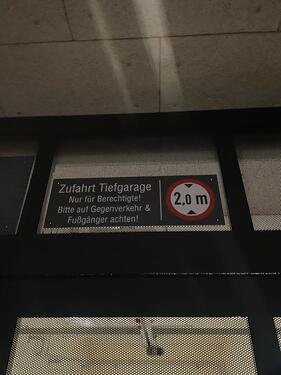 Zufahrt Tiefgarage
Nur für Berechtigte!
Bitte auf Gegenverkehr &
Fußgänger achten!
2,0 m